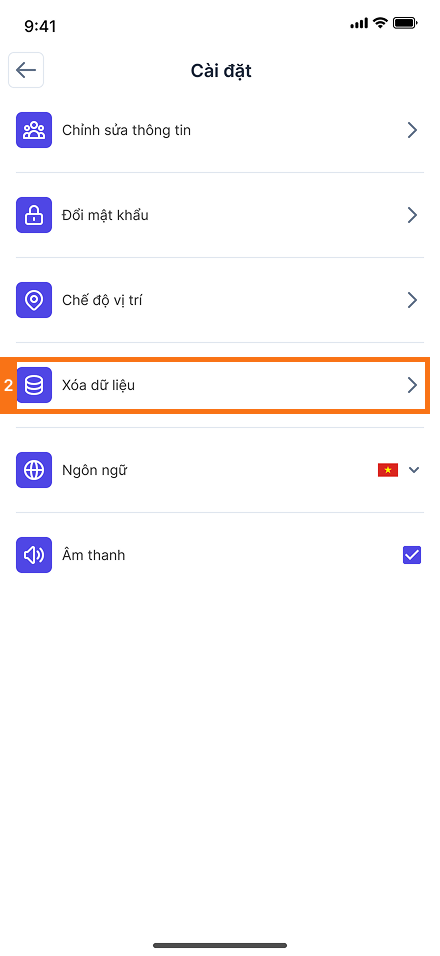 9:41
Cài đặt
Chỉnh sửa thông tin
Đổi mật khẩu
Chế độ vị trí
2 Xóa dữ liệu
Ngôn ngữ
Âm thanh